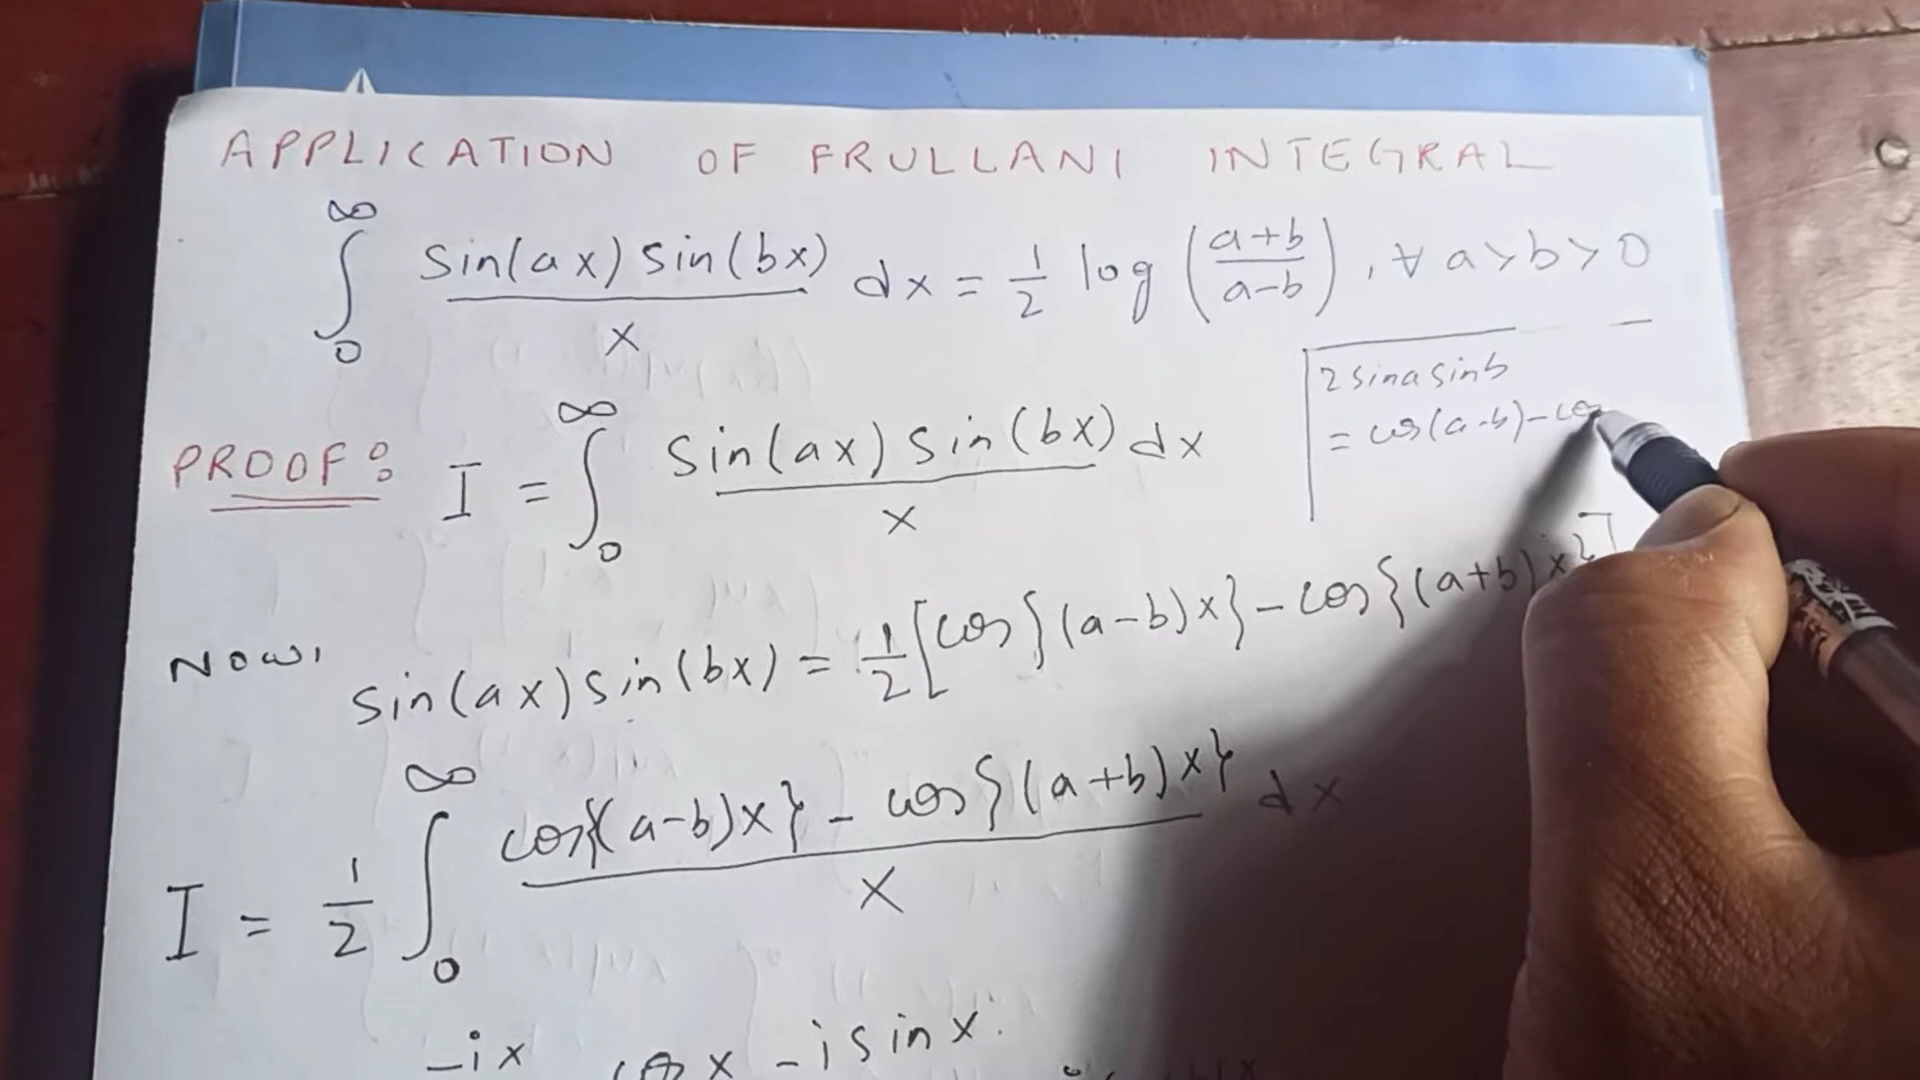 APPLICATION OF FRULLANI INTEGRAL
∫₀^∞ sin(ax) sin(bx) / x dx = 1/2 log ((a+b)/(a-b)), ∀ a>b>0
2 sina sinb
= cos(a-b) - cos
PROOF: I = ∫₀^∞ sin(ax) sin(bx) / x dx
NOW, sin(ax) sin(bx) = 1/2 [cos{(a-b)x} - cos{(a+b)x}]
I = 1/2 ∫₀^∞ cos{(a-b)x} - cos{(a+b)x} / x dx
-ix cos x - i sin x